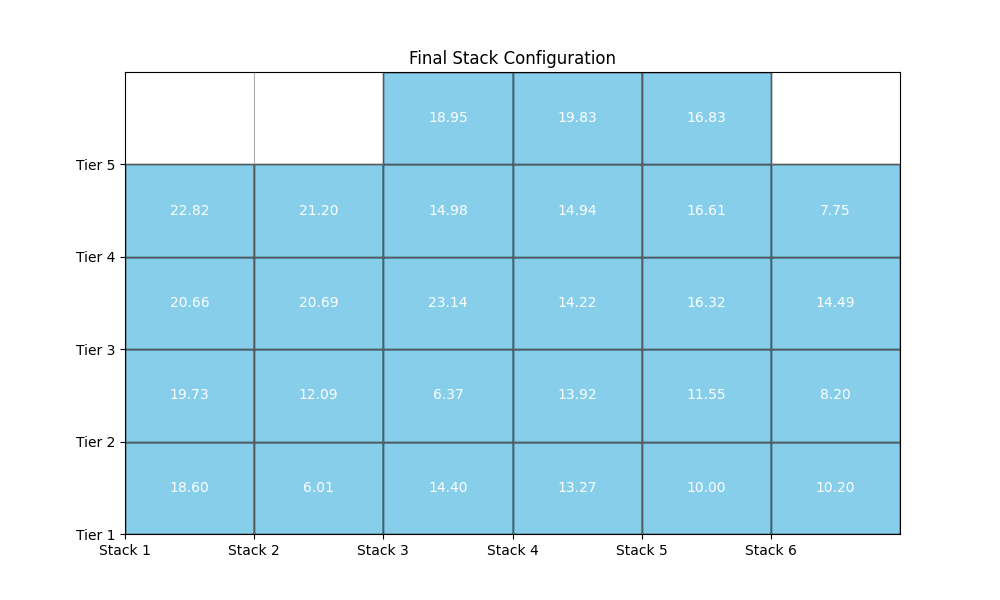 Final Stack Configuration
18.95 19.83 16.83
Tier 5
22.82 21.20 14.98 14.94 16.61 7.75
Tier 4
20.66 20.69 23.14 14.22 16.32 14.49
Tier 3
19.73 12.09 6.37 13.92 11.55 8.20
Tier 2
18.60 6.01 14.40 13.27 10.00 10.20
Tier 1
Stack 1 Stack 2 Stack 3 Stack 4 Stack 5 Stack 6